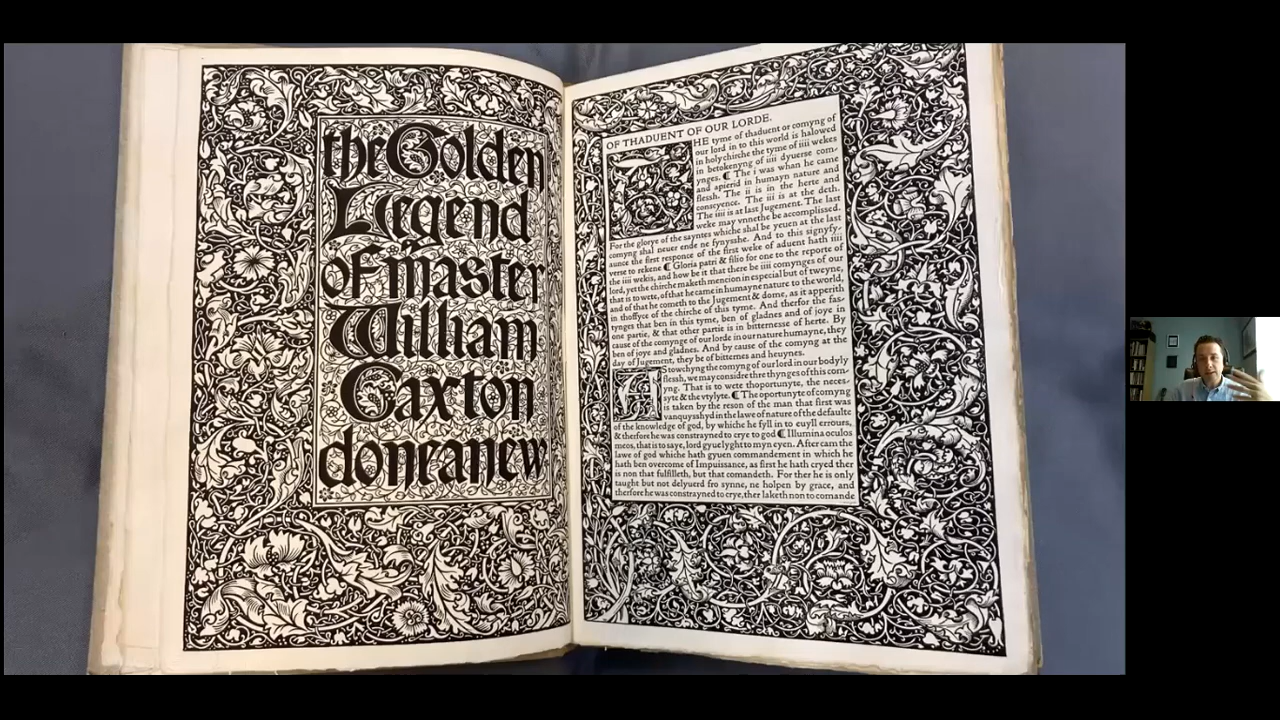 the Golden
Legend
of master
William
Caxton
done anew
OF THADUENT OF OUR LORDE.
THE tyme of thaduent or comyng of
our lord in to this world is halowed
in holy chirche the tyme of iiii wekes
in betokenyng of iiii dyuerse com-
ynges. ¶ The i was whan he came
and apierid in humayn nature and
flessh. The ii is in the herte and
conscyence. The iii is at the deth.
The iiii is at last Jugement. The last
weke may vnnethe be accomplissed.
For the glorye of the sayntes whiche shal be yeuen at the last
comyng shal neuer ende ne fynysshe. And to this signyfy-
aunce the first responce of the first weke of aduent hath iiii
verse to rekene ¶ Gloria patri & filio for one to the reporte of
the iiii wekis, and how be it that there be iiii comynges of our
lord, yet the chirche maketh mencion in especial but of tweyne,
that is to wete, of that he came in humayne nature to the world,
and of that he cometh to the Jugement & dome, as it apperith
in thoffyce of the chirche of this tyme. And therfor the fas-
tynges that ben in this tyme, ben of gladnes and of joye in
one partie, & that other partie is in bitternesse of herte. By
cause of the comynge of our lorde in our nature humayne, they
ben of joye and gladnes. And by cause of the comyng at the
day of Jugement, they be of bitternes and heuynes.
AS towchyng the comyng of our lord in our bodyly
flessh, we may considere thre thynges of this com-
yng. That is to wete thoportunyte, the neces-
syte & the vtylyte. ¶ The oportunyte of comyng
is taken by the reson of the man that first was
vanquysshyd in the lawe of nature of the defaulte
of the knowledge of god, by whiche he fyll in to euyll errours,
& therfore he was constrayned to crye to god ¶ Illumina oculos
meos, that is to saye, lord gyue lyght to myn eyen. After cam the
lawe of god whiche hath gyuen commandement in which he
hath ben overcome of Impuissance, as first he hath cryed ther
is non that fulfilleth, but that comandeth. For ther he is only
taught but not delyuerd fro synne, ne holpen by grace, and
therfore he was constrayned to crye, ther laketh non to comande